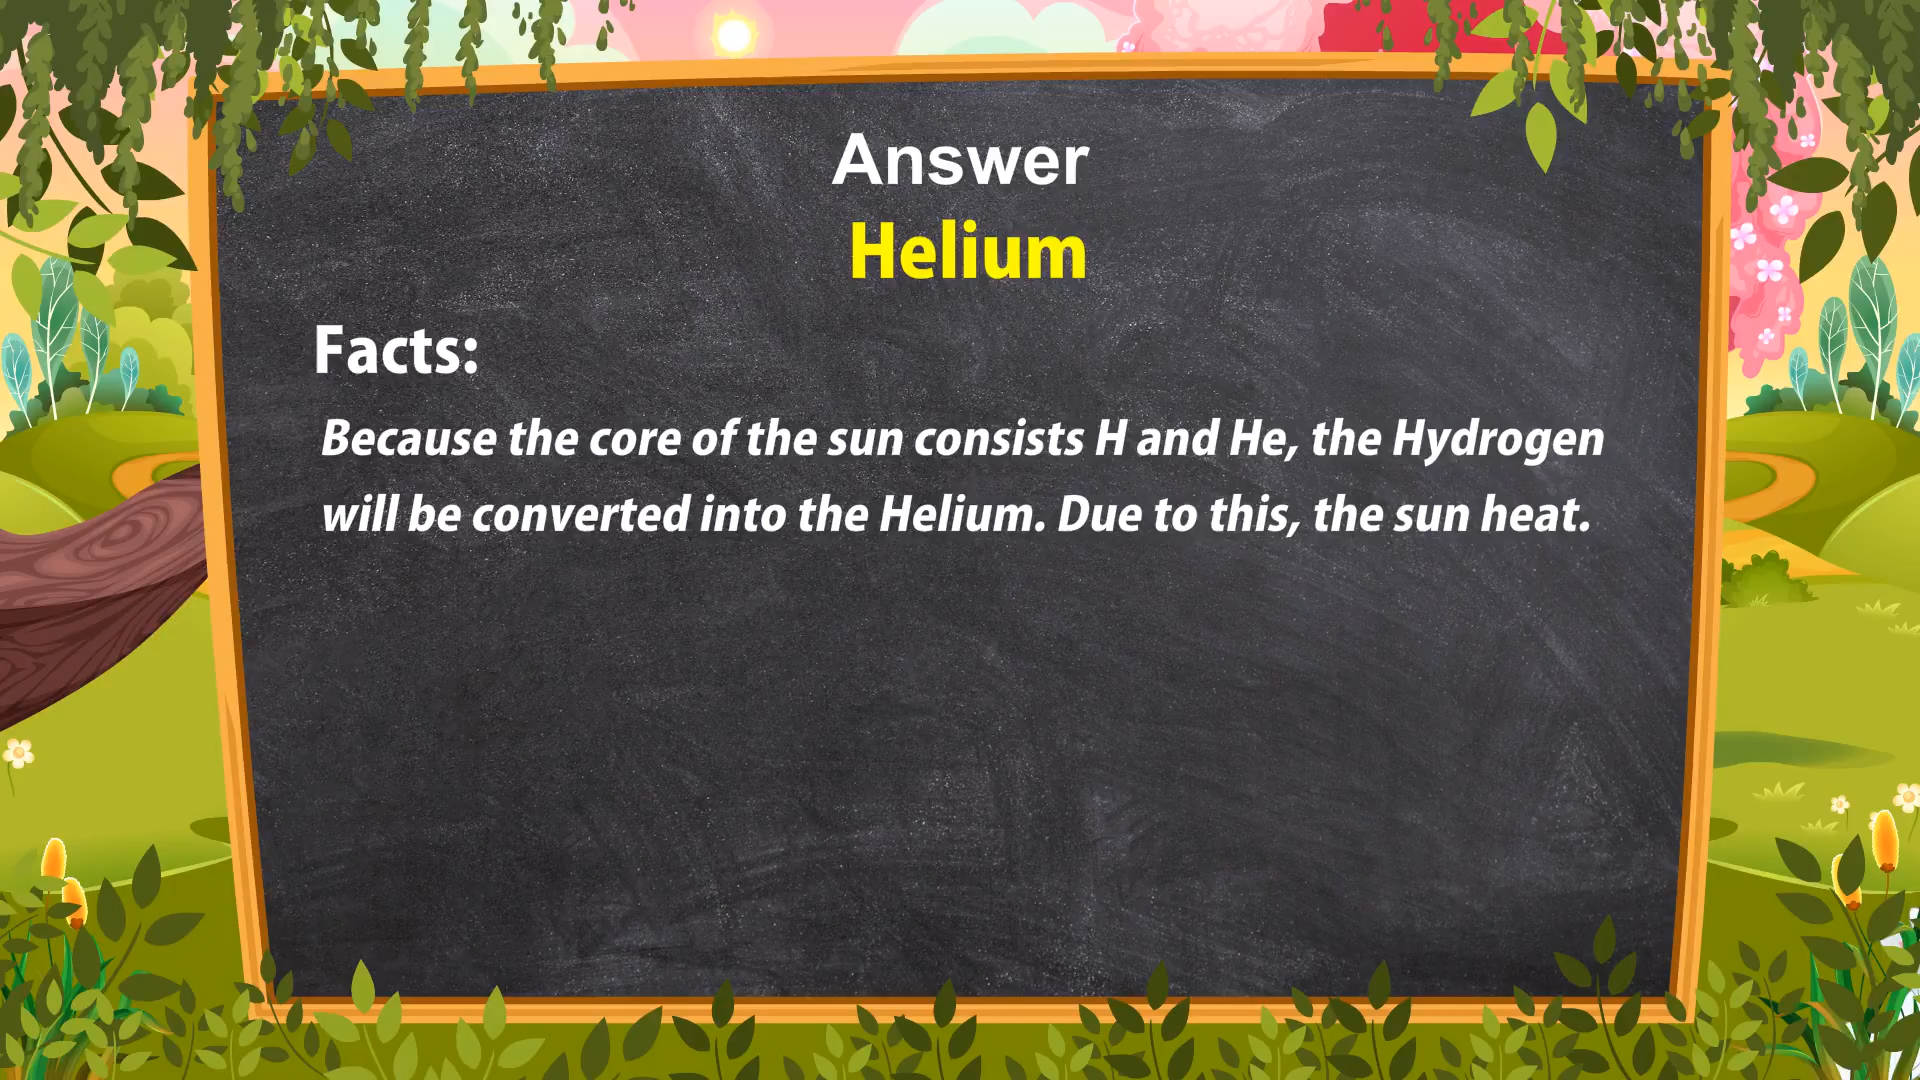 Answer
Helium
Facts:
Because the core of the sun consists H and He, the Hydrogen
will be converted into the Helium. Due to this, the sun heat.